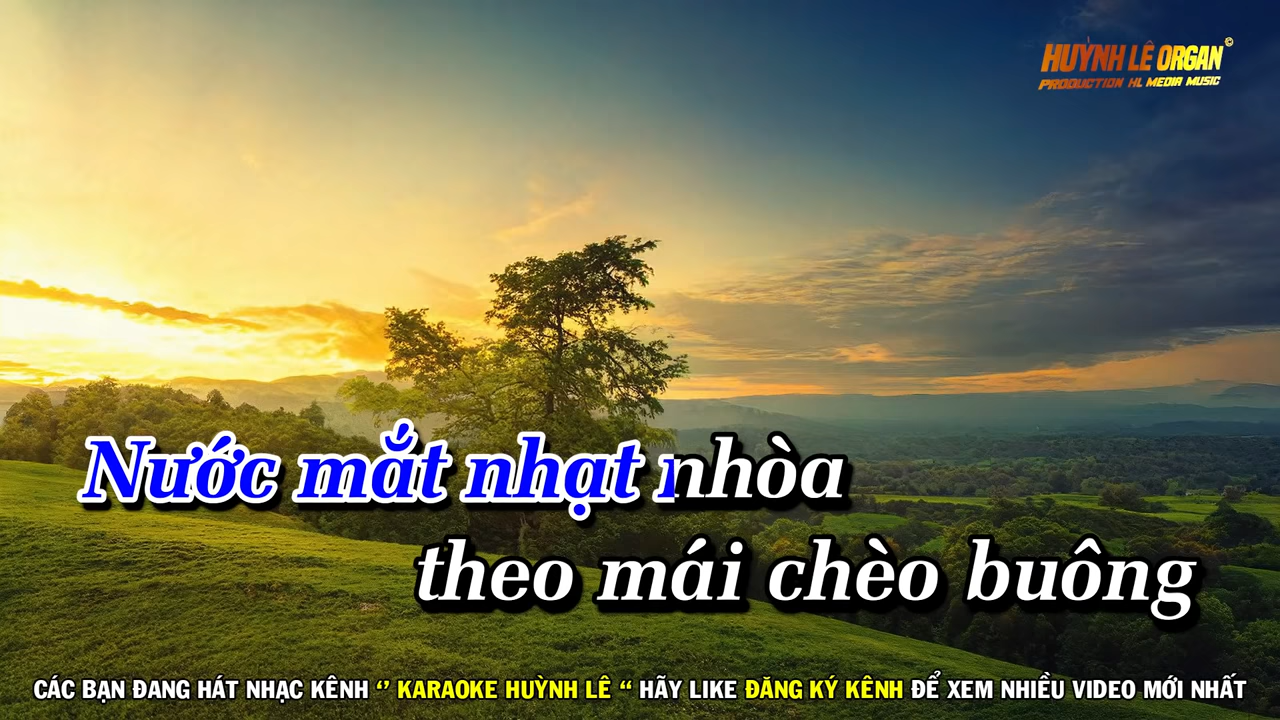 HUỲNH LÊ ORGAN©
PRODUCTION HL MEDIA MUSIC
Nước mắt nhạt nhòa
theo mái chèo buông
CÁC BẠN ĐANG HÁT NHẠC KÊNH ‘’ KARAOKE HUỲNH LÊ “ HÃY LIKE ĐĂNG KÝ KÊNH ĐỂ XEM NHIỀU VIDEO MỚI NHẤT